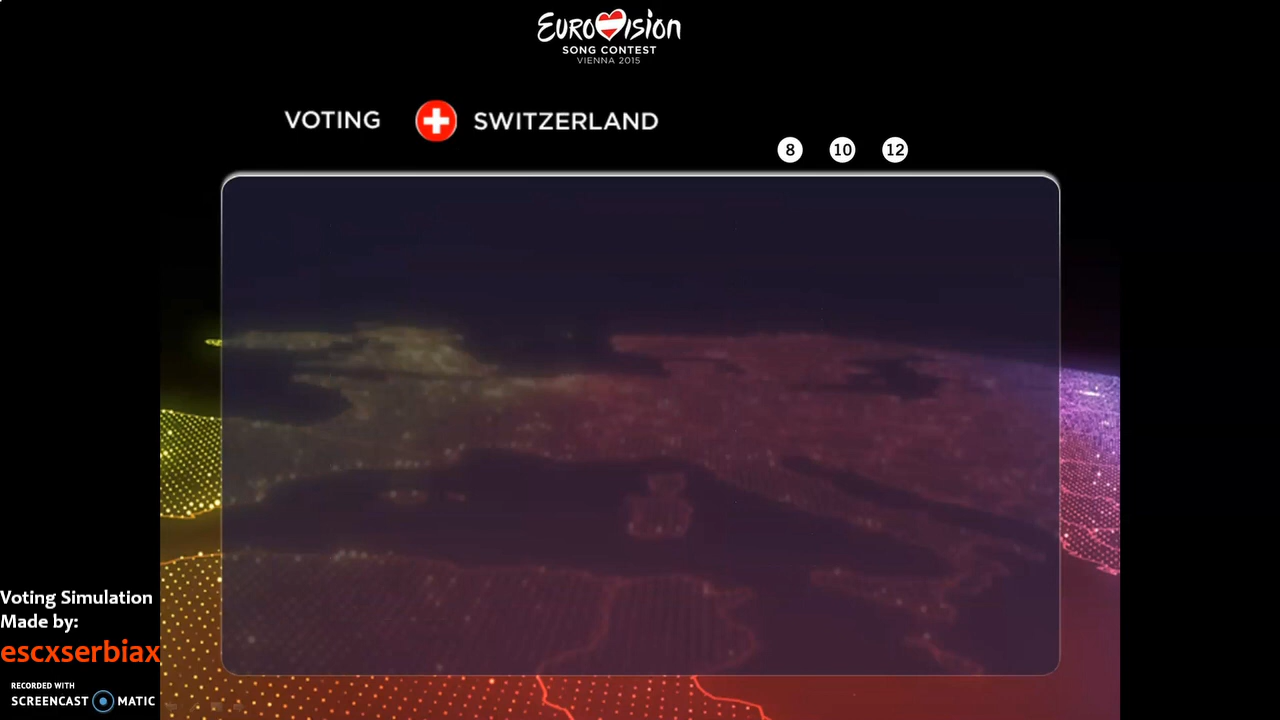 EUROVISION
SONG CONTEST
VIENNA 2015
VOTING SWITZERLAND
8 10 12
Voting Simulation
Made by:
escxserbiax
RECORDED WITH
SCREENCAST MATIC